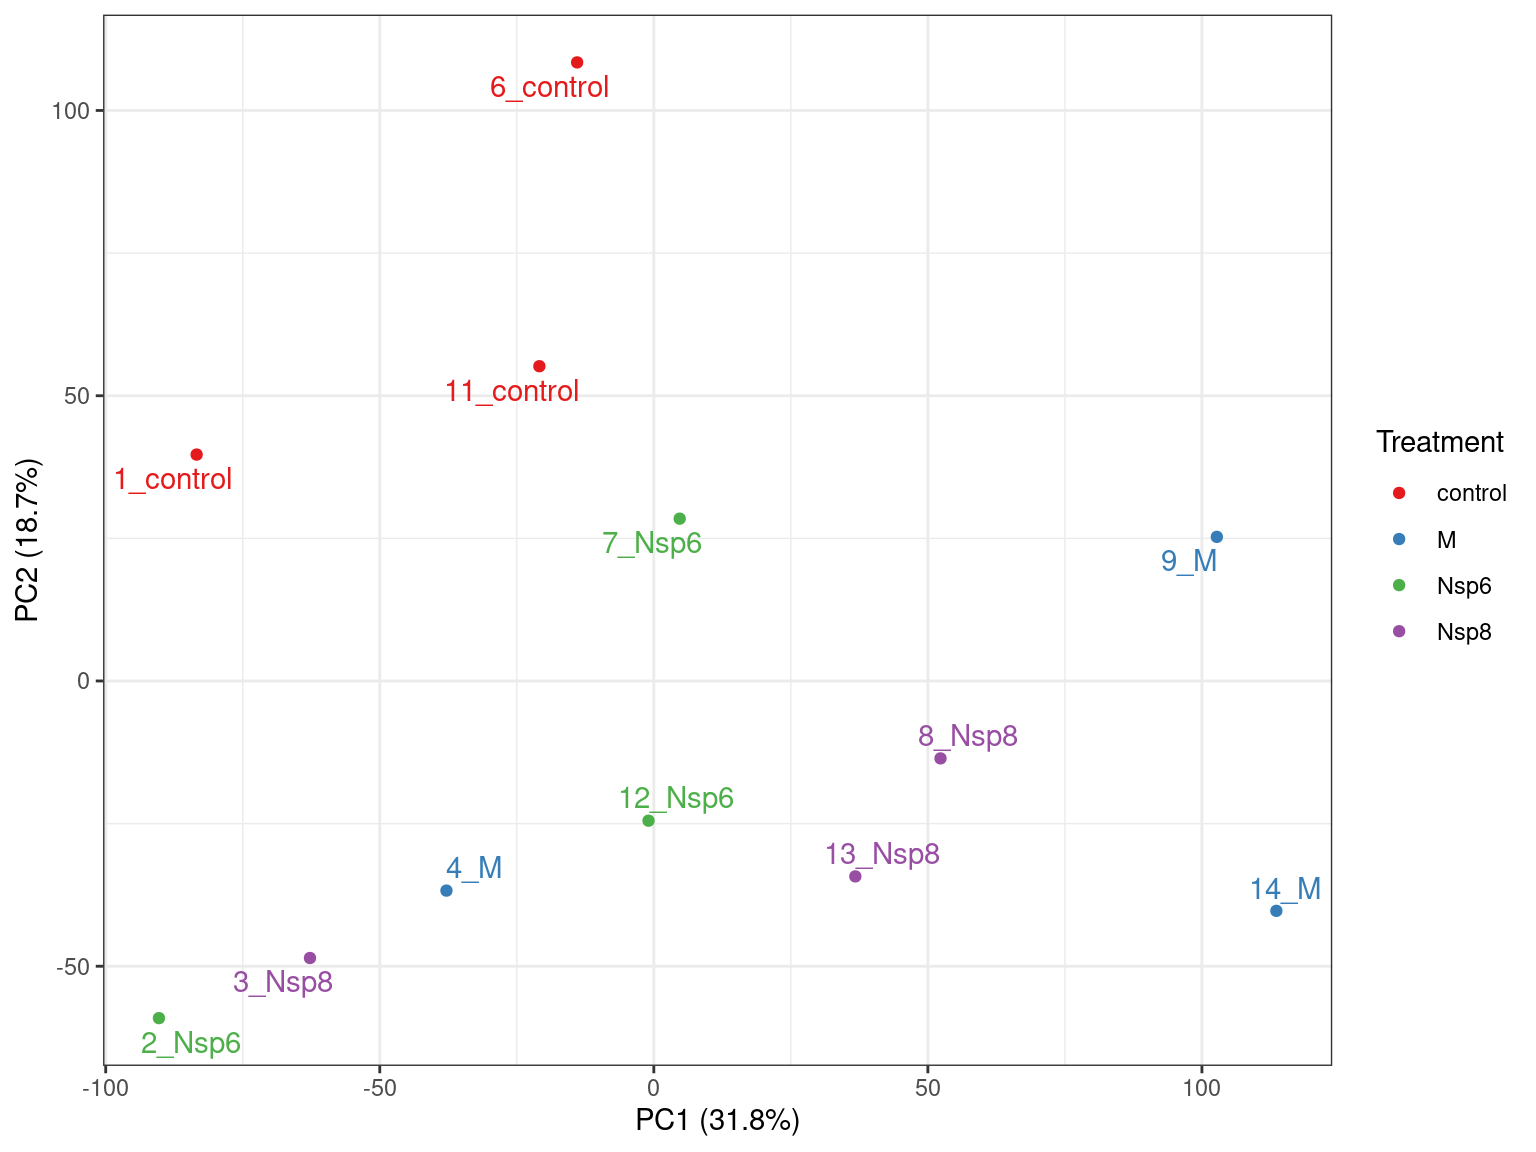 6_control
100
11_control
50
1_control
7_Nsp6
9_M
PC2 (18.7%)
0
8_Nsp8
12_Nsp6
13_Nsp8
4_M
14_M
-50
3_Nsp8
2_Nsp6
-100
-50
0
50
100
PC1 (31.8%)
Treatment
control
M
Nsp6
Nsp8